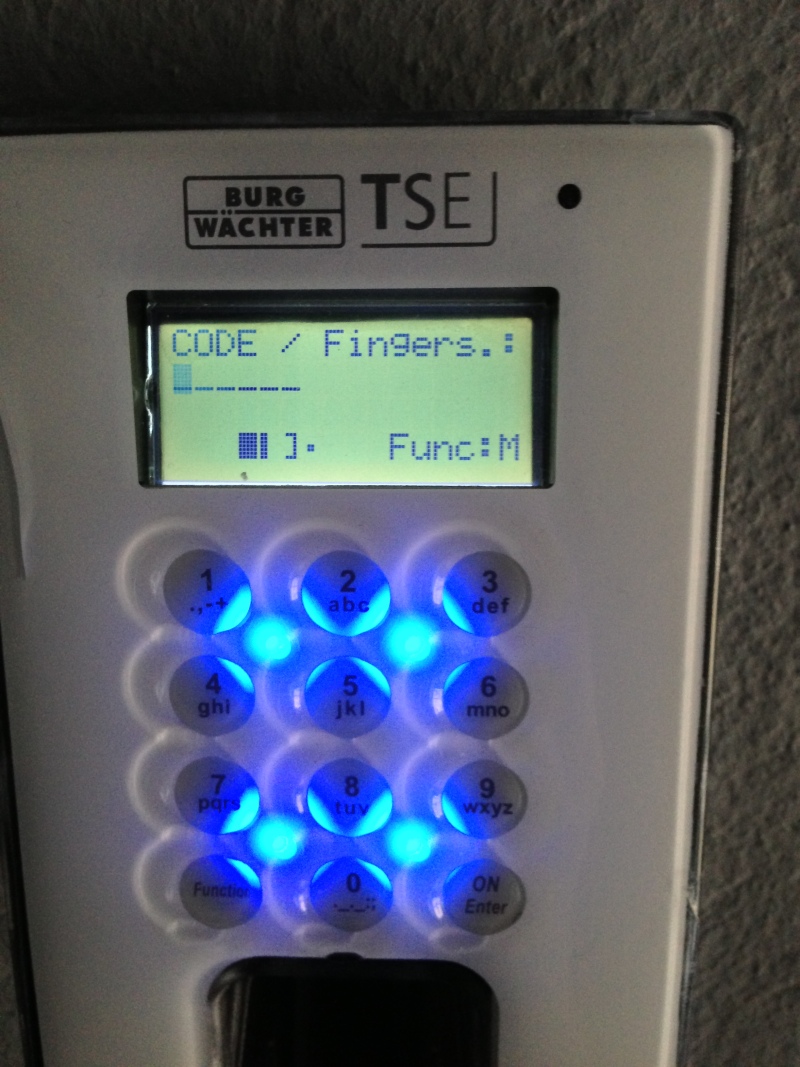 BURG
WÄCHTER
TSE
CODE / Fingers.:
______
Func:M
1 2 3
.,-+ abc def
4 5 6
ghi jkl mno
7 8 9
pqrs tuv wxyz
Function 0 ON
Enter